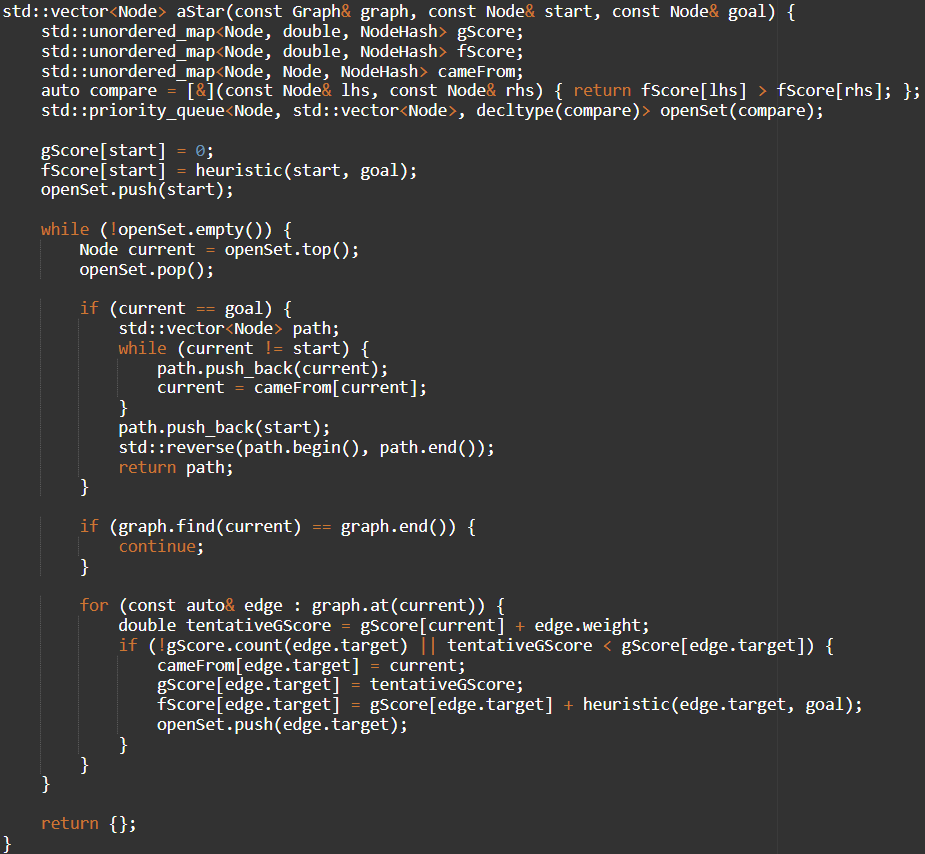 std::vector<Node> aStar(const Graph& graph, const Node& start, const Node& goal) {
    std::unordered_map<Node, double, NodeHash> gScore;
    std::unordered_map<Node, double, NodeHash> fScore;
    std::unordered_map<Node, Node, NodeHash> cameFrom;
    auto compare = [&](const Node& lhs, const Node& rhs) { return fScore[lhs] > fScore[rhs]; };
    std::priority_queue<Node, std::vector<Node>, decltype(compare)> openSet(compare);

    gScore[start] = 0;
    fScore[start] = heuristic(start, goal);
    openSet.push(start);

    while (!openSet.empty()) {
        Node current = openSet.top();
        openSet.pop();

        if (current == goal) {
            std::vector<Node> path;
            while (current != start) {
                path.push_back(current);
                current = cameFrom[current];
            }
            path.push_back(start);
            std::reverse(path.begin(), path.end());
            return path;
        }

        if (graph.find(current) == graph.end()) {
            continue;
        }

        for (const auto& edge : graph.at(current)) {
            double tentativeGScore = gScore[current] + edge.weight;
            if (!gScore.count(edge.target) || tentativeGScore < gScore[edge.target]) {
                cameFrom[edge.target] = current;
                gScore[edge.target] = tentativeGScore;
                fScore[edge.target] = gScore[edge.target] + heuristic(edge.target, goal);
                openSet.push(edge.target);
            }
        }
    }

    return {};
}